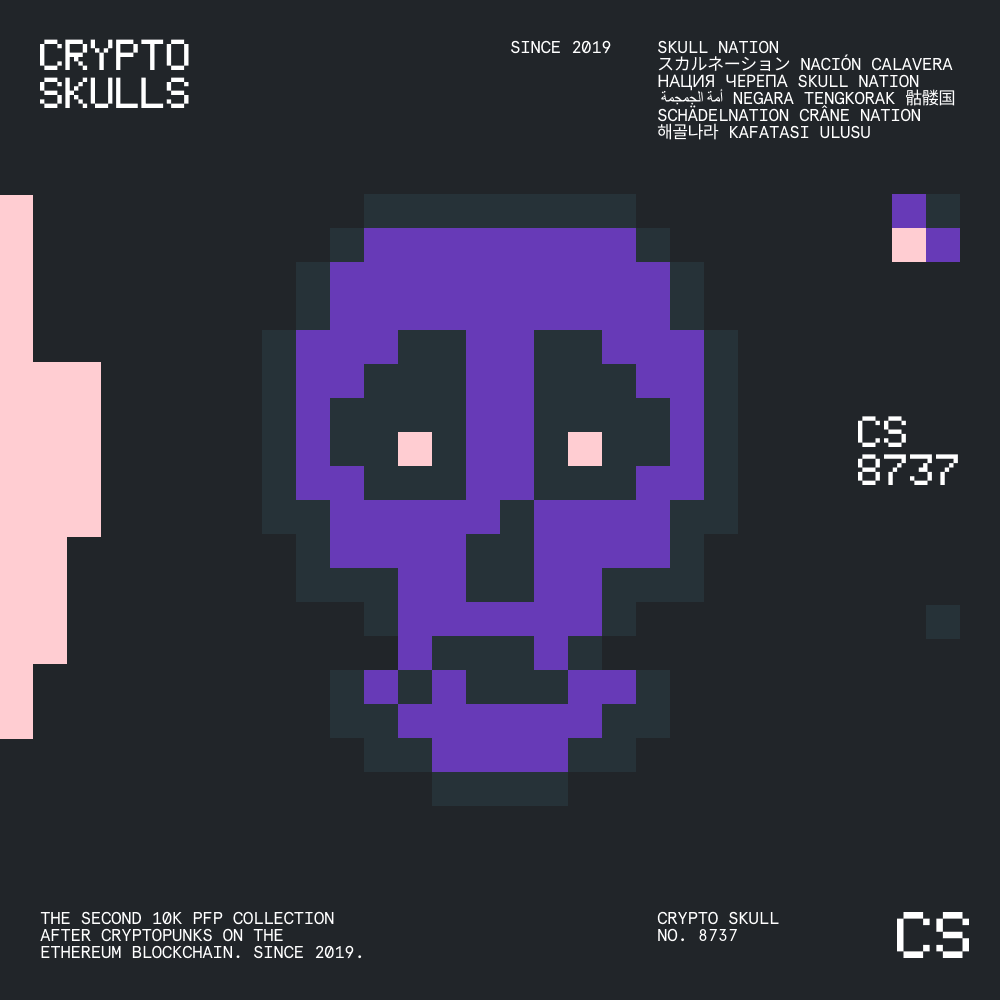 CRYPTO
SKULLS
SINCE 2019
SKULL NATION
スカルネーション NACIÓN CALAVERA
НАЦИЯ ЧЕРЕПА SKULL NATION
أمة الجمجمة NEGARA TENGKORAK 骷髅国
SCHÄDELNATION CRÂNE NATION
해골나라 KAFATASI ULUSU
CS
8737
THE SECOND 10K PFP COLLECTION
AFTER CRYPTOPUNKS ON THE
ETHEREUM BLOCKCHAIN. SINCE 2019.
CRYPTO SKULL
NO. 8737
CS